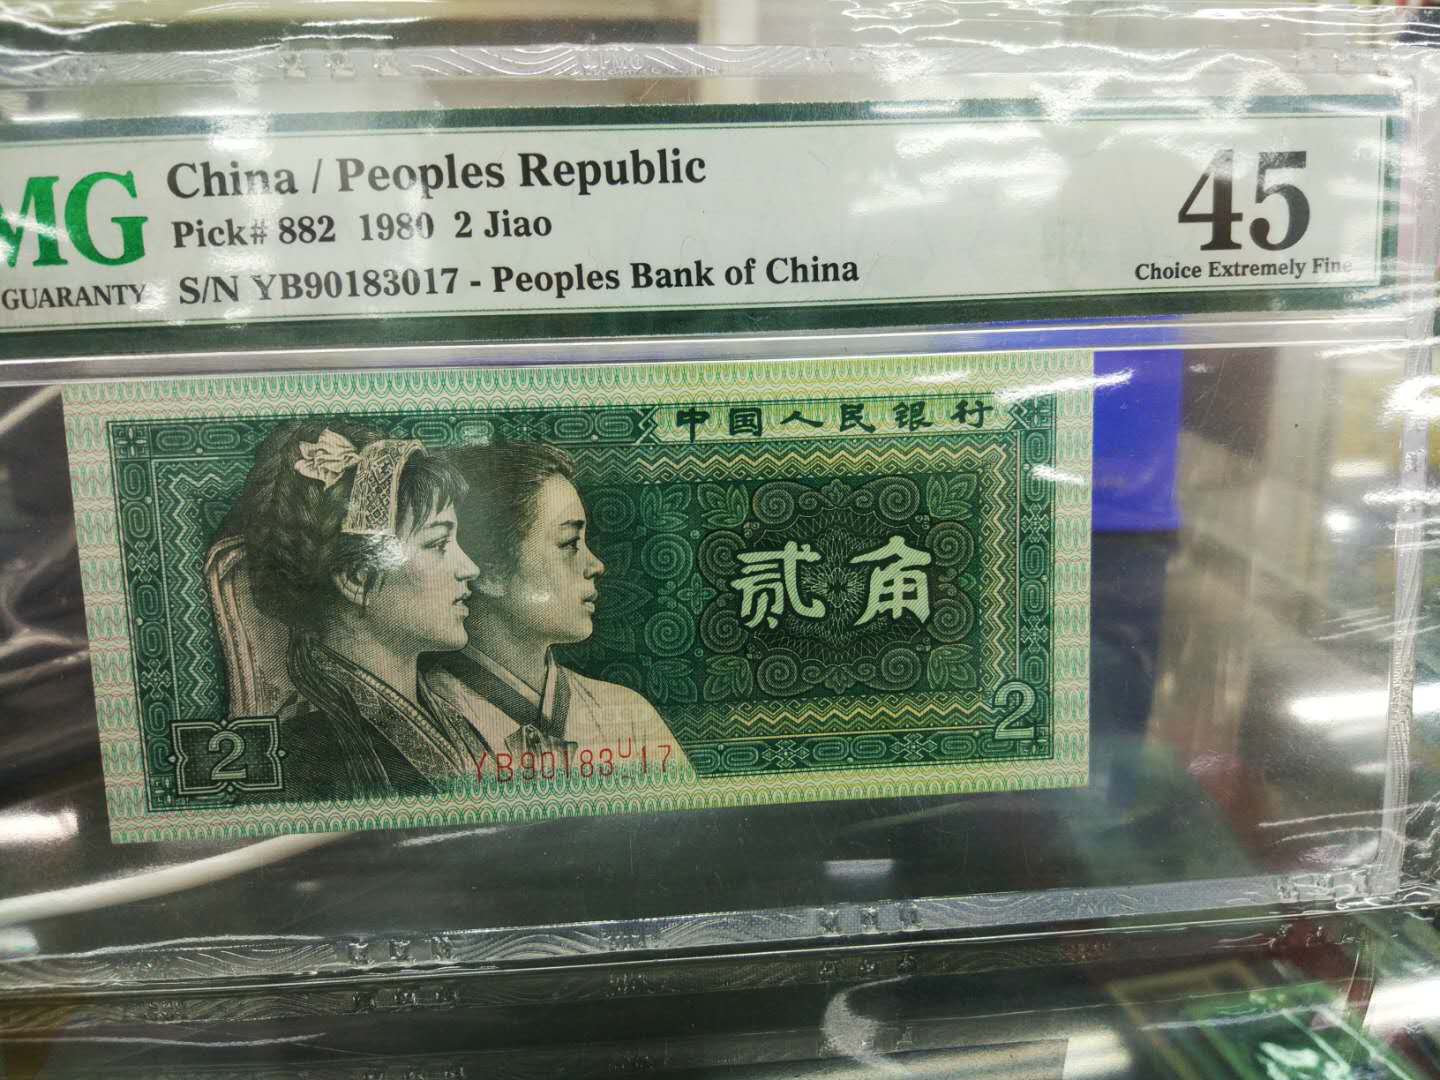 MG China / Peoples Republic
Pick# 882 1980 2 Jiao
GUARANTY S/N YB90183017 - Peoples Bank of China
45
Choice Extremely Fine
中国人民银行
贰角
2
2
YB90183017